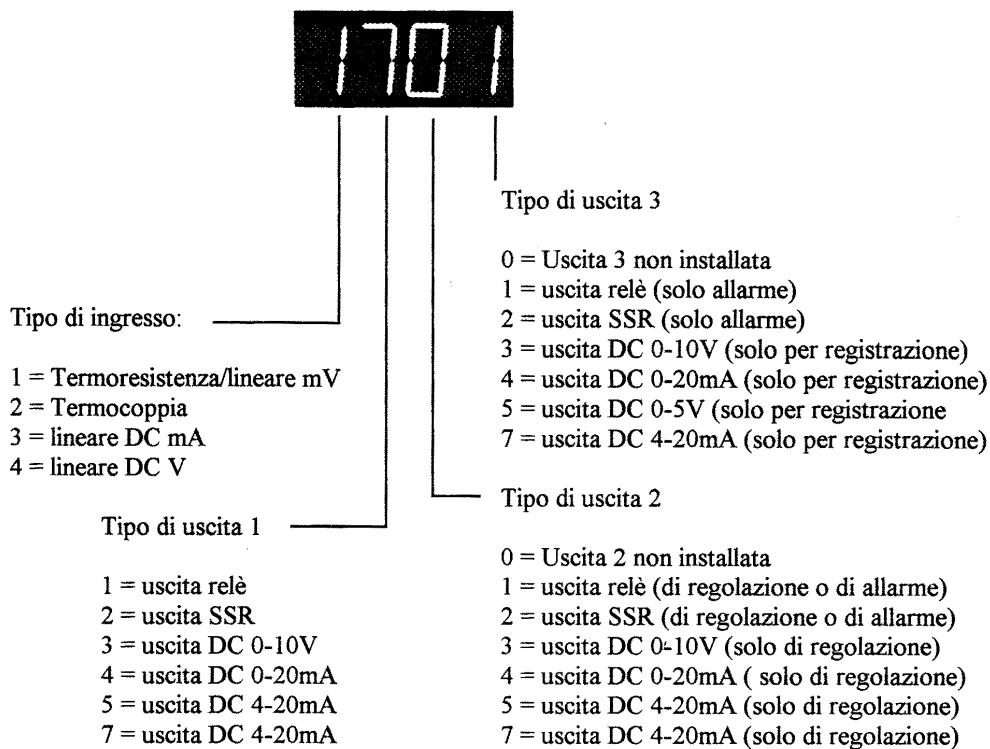 1701
Tipo di uscita 3
0 = Uscita 3 non installata
1 = uscita relè (solo allarme)
2 = uscita SSR (solo allarme)
3 = uscita DC 0-10V (solo per registrazione)
4 = uscita DC 0-20mA (solo per registrazione)
5 = uscita DC 0-5V (solo per registrazione
7 = uscita DC 4-20mA (solo per registrazione)
Tipo di ingresso:
1 = Termoresistenza/lineare mV
2 = Termocoppia
3 = lineare DC mA
4 = lineare DC V
Tipo di uscita 2
0 = Uscita 2 non installata
1 = uscita relè (di regolazione o di allarme)
2 = uscita SSR (di regolazione o di allarme)
3 = uscita DC 0-10V (solo di regolazione)
4 = uscita DC 0-20mA ( solo di regolazione)
5 = uscita DC 4-20mA (solo di regolazione)
7 = uscita DC 4-20mA (solo di regolazione)
Tipo di uscita 1
1 = uscita relè
2 = uscita SSR
3 = uscita DC 0-10V
4 = uscita DC 0-20mA
5 = uscita DC 4-20mA
7 = uscita DC 4-20mA